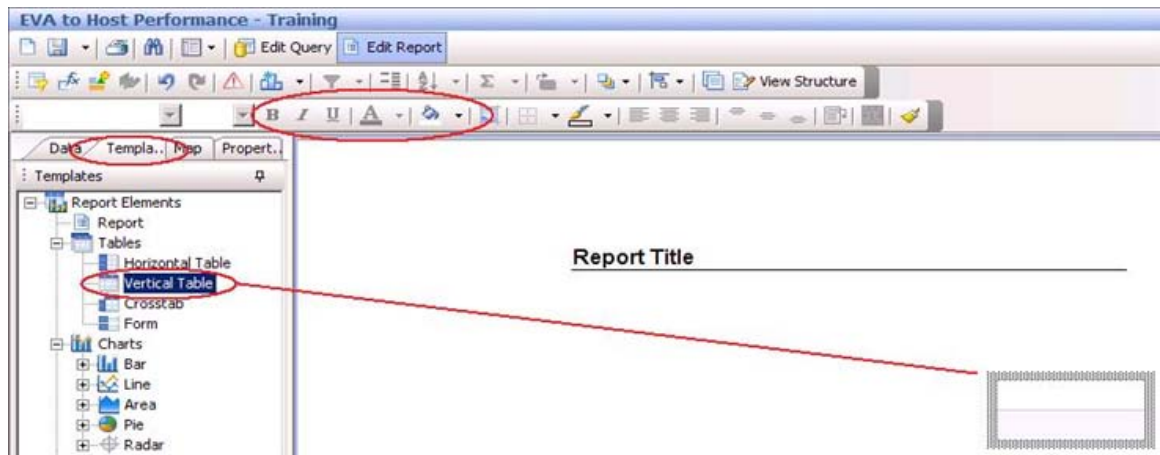 EVA to Host Performance - Training
Edit Query Edit Report
View Structure
B I U A
Data Templa.. Map Propert..
Templates
Report Elements
Report
Tables
Horizontal Table
Vertical Table
Crosstab
Form
Charts
Bar
Line
Area
Pie
Radar
Report Title